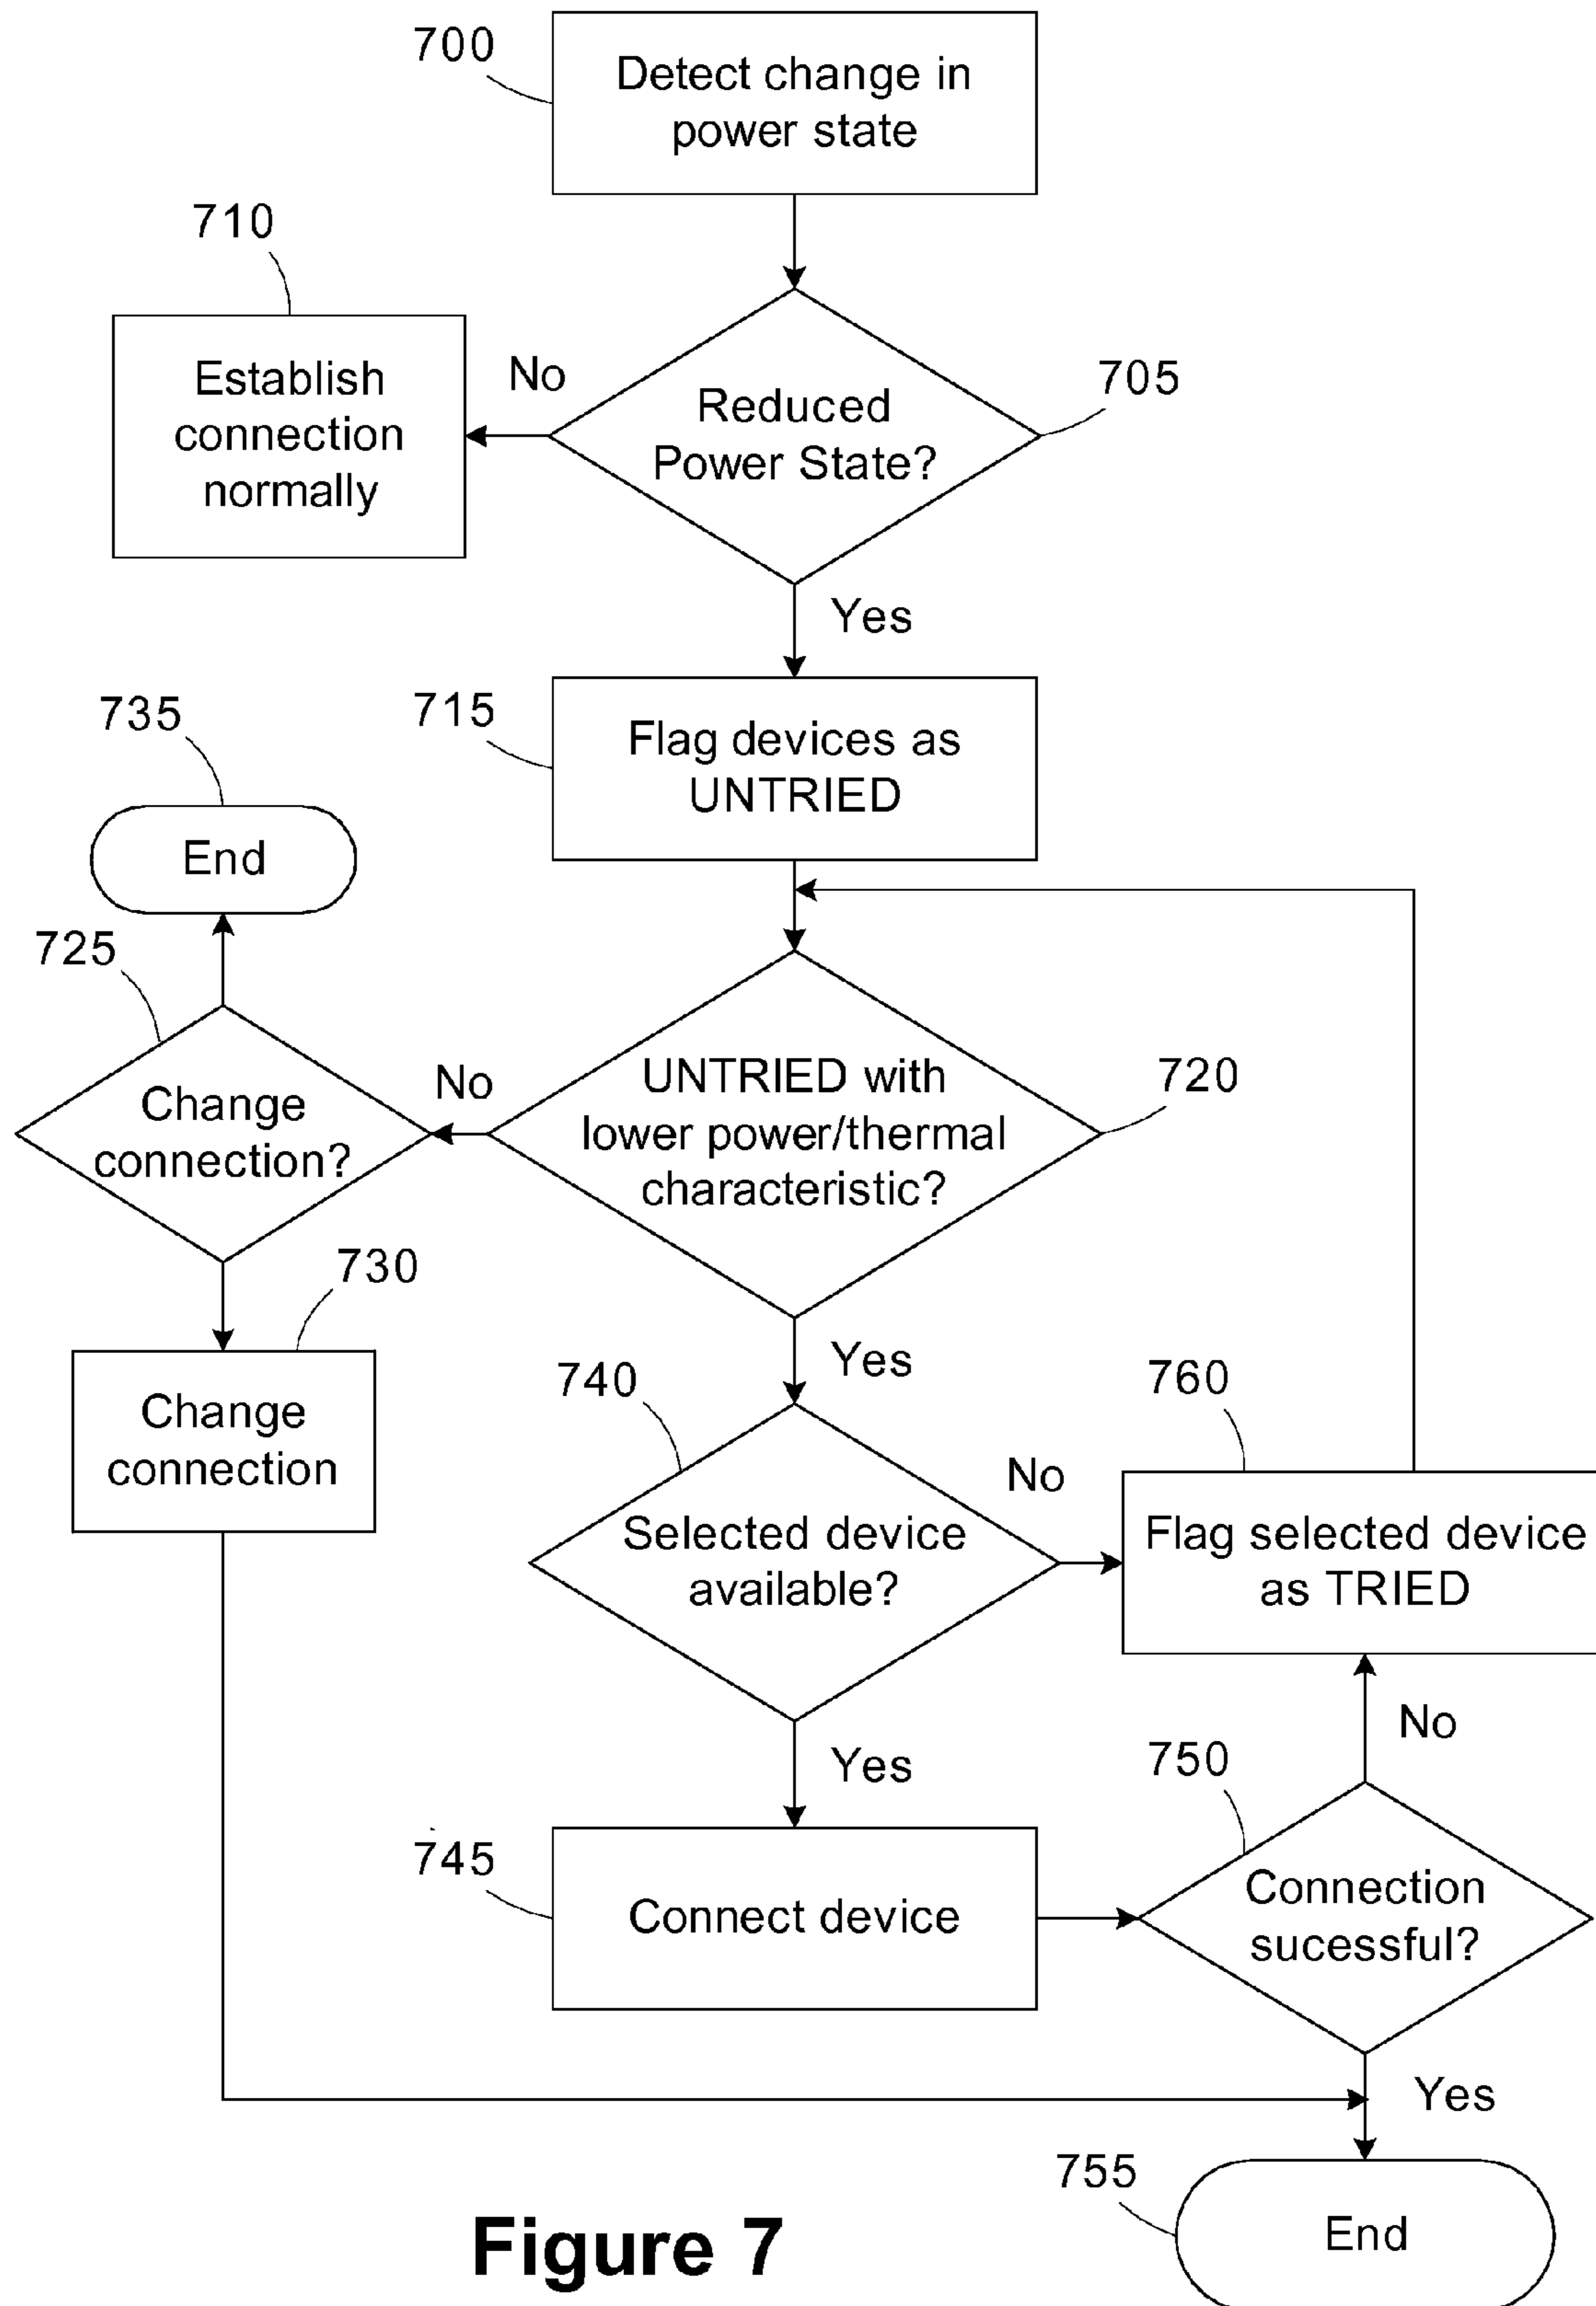 700
Detect change in
power state
710
Establish
connection
normally
No
Reduced
Power State?
705
Yes
735
715
Flag devices as
UNTRIED
End
725
Change
connection?
No
UNTRIED with
lower power/thermal
characteristic?
720
730
Yes
740
760
Change
connection
No
Selected device
available?
Flag selected device
as TRIED
No
Yes
750
745
Connect device
Connection
sucessful?
Yes
755
End
Figure 7